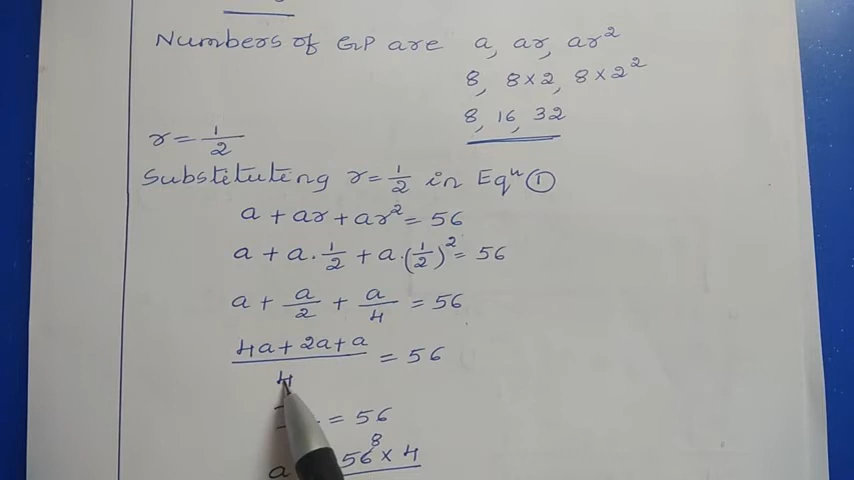 Numbers of GP are a, ar, ar²
8, 8×2, 8×2²
8, 16, 32
r = 1/2
Substituting r = 1/2 in Eqⁿ ①
a + ar + ar² = 56
a + a · 1/2 + a · (1/2)² = 56
a + a/2 + a/4 = 56
4a + 2a + a / 4 = 56
= 56
8
a 56 × 4